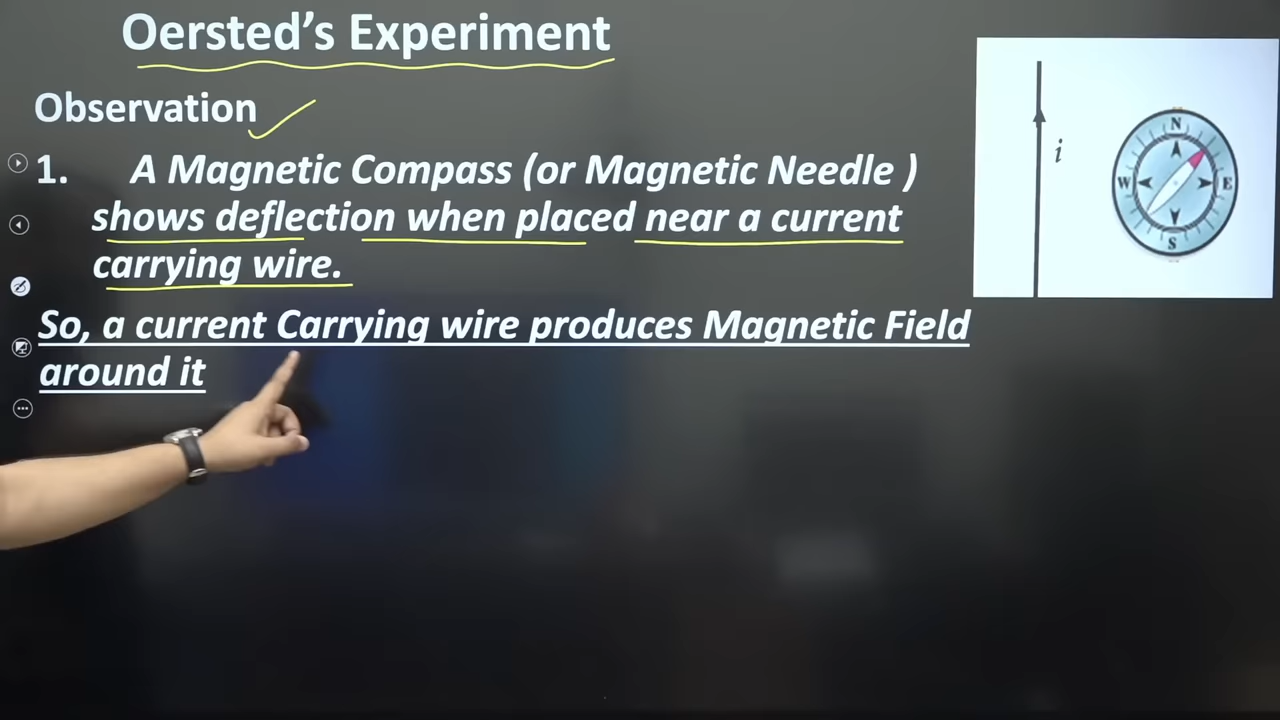 Oersted's Experiment
Observation
1. A Magnetic Compass (or Magnetic Needle )
shows deflection when placed near a current
carrying wire.
So, a current Carrying wire produces Magnetic Field
around it
i
N
W E
S